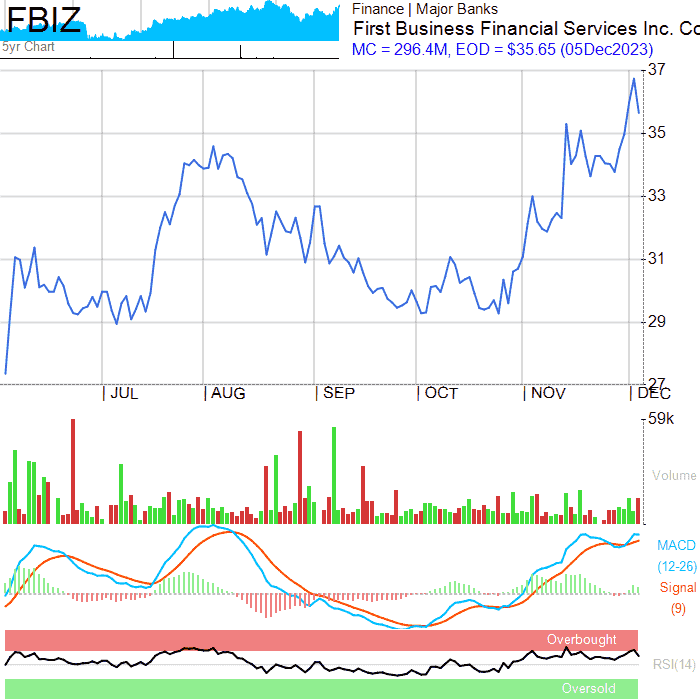 FBIZ
5yr Chart
Finance | Major Banks
First Business Financial Services Inc. Co
MC = 296.4M, EOD = $35.65 (05Dec2023)
37
35
33
31
29
27
| JUL | AUG | SEP | OCT | NOV | DEC
59k
Volume
MACD
(12-26)
Signal
(9)
Overbought
RSI(14)
Oversold